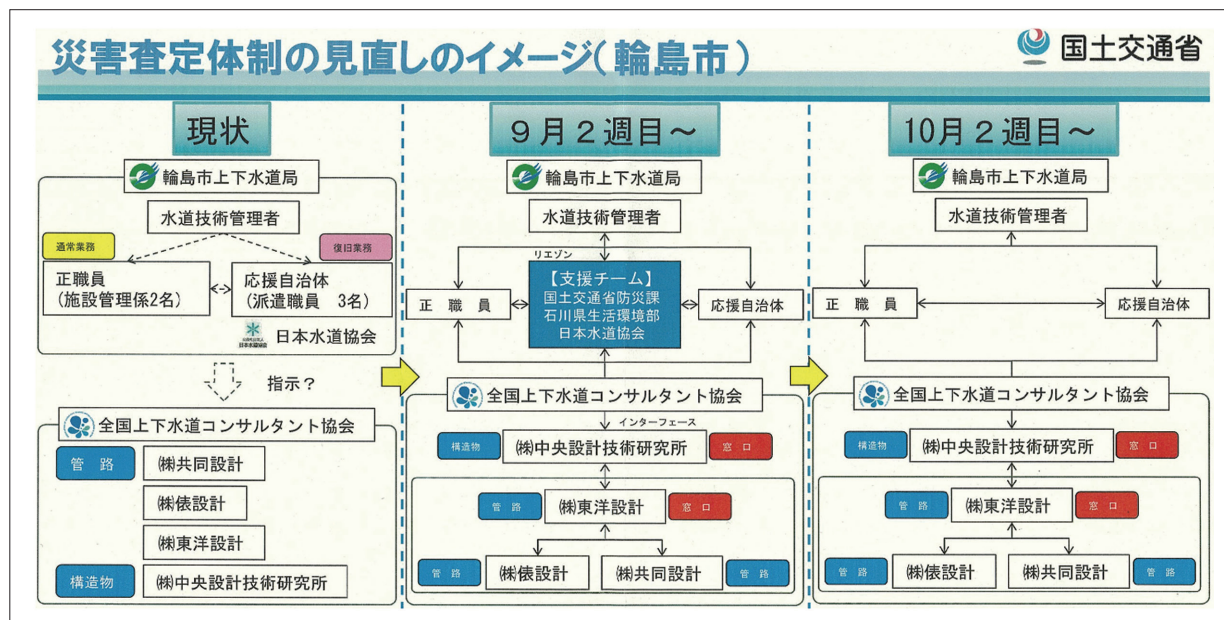 災害査定体制の見直しのイメージ(輪島市)
国土交通省
現状
輪島市上下水道局
水道技術管理者
通常業務
復旧業務
正職員
(施設管理係2名)
応援自治体
(派遣職員 3名)
日本水道協会
日本水道協会
指示?
全国上下水道コンサルタント協会
管路
㈱共同設計
㈱俵設計
㈱東洋設計
構造物
㈱中央設計技術研究所
9月2週目~
輪島市上下水道局
水道技術管理者
リエゾン
【支援チーム】
国土交通省防災課
石川県生活環境部
日本水道協会
正職員
応援自治体
全国上下水道コンサルタント協会
インターフェース
構造物
㈱中央設計技術研究所
窓口
管路
㈱東洋設計
窓口
管路
㈱俵設計
㈱共同設計
管路
10月2週目~
輪島市上下水道局
水道技術管理者
正職員
応援自治体
全国上下水道コンサルタント協会
構造物
㈱中央設計技術研究所
窓口
管路
㈱東洋設計
窓口
管路
㈱俵設計
㈱共同設計
管路